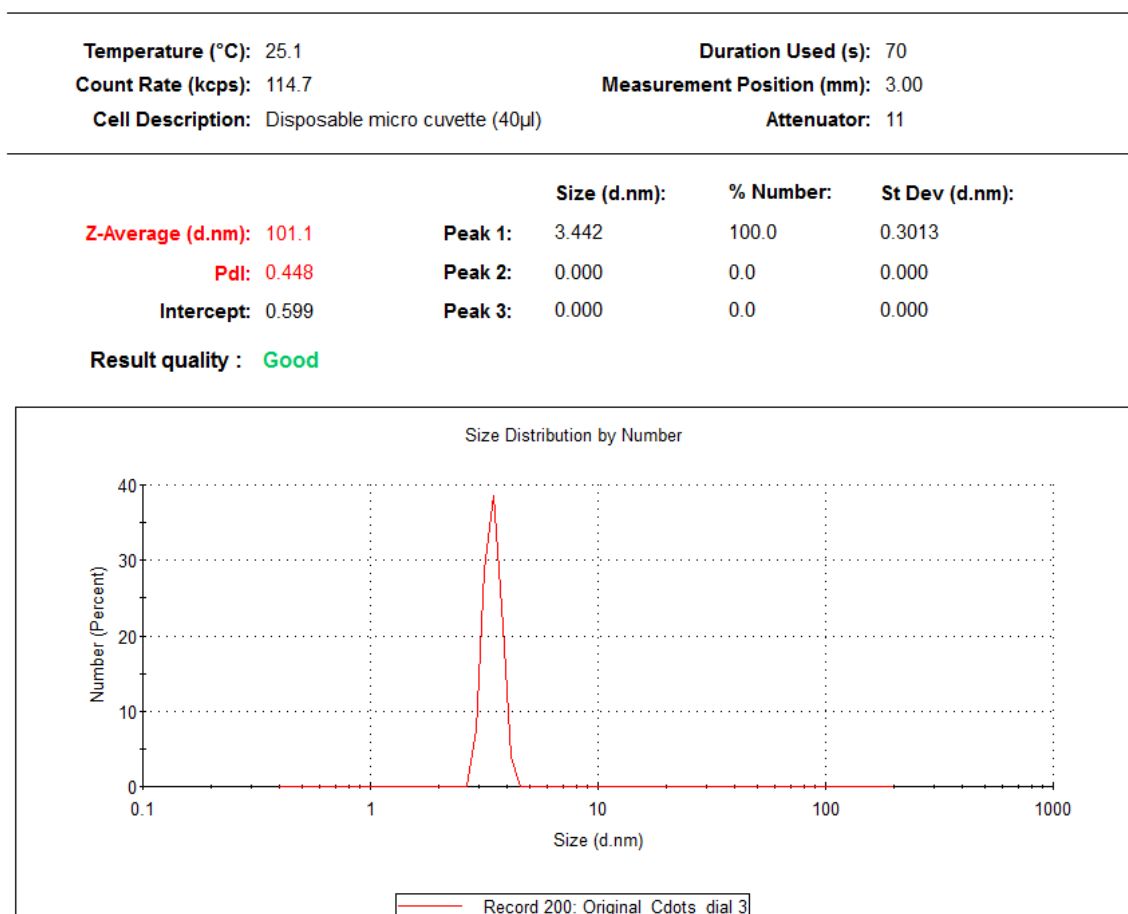 Temperature (°C): 25.1 Duration Used (s): 70
Count Rate (kcps): 114.7 Measurement Position (mm): 3.00
Cell Description: Disposable micro cuvette (40µl) Attenuator: 11
Size (d.nm): % Number: St Dev (d.nm):
Z-Average (d.nm): 101.1 Peak 1: 3.442 100.0 0.3013
PdI: 0.448 Peak 2: 0.000 0.0 0.000
Intercept: 0.599 Peak 3: 0.000 0.0 0.000
Result quality : Good
Size Distribution by Number
Number (Percent)
40
30
20
10
0
0.1 1 10 100 1000
Size (d.nm)
Record 200: Original Cdots dial 3